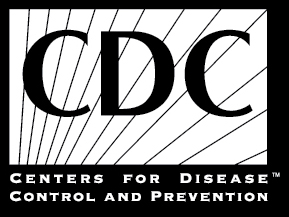 CDC
CENTERS FOR DISEASE™
CONTROL AND PREVENTION